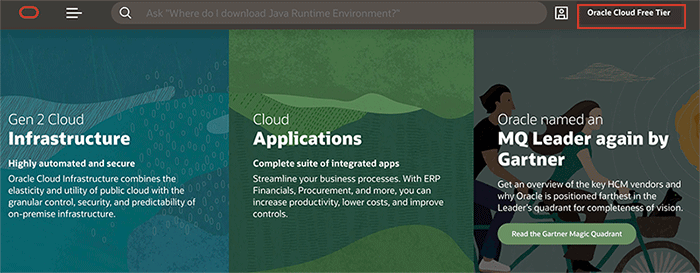 Ask "Where do I download Java Runtime Environment?"
Oracle Cloud Free Tier
Gen 2 Cloud
Infrastructure
Highly automated and secure
Oracle Cloud Infrastructure combines the
elasticity and utility of public cloud with the
granular control, security, and predictability of
on-premise infrastructure.
Cloud
Applications
Complete suite of integrated apps
Streamline your business processes. With ERP
Financials, Procurement, and more, you can
increase productivity, lower costs, and improve
controls.
Oracle named an
MQ Leader again by
Gartner
Get an overview of the key HCM vendors and
why Oracle is positioned farthest in the
Leader's quadrant for completeness of vision.
Read the Gartner Magic Quadrant